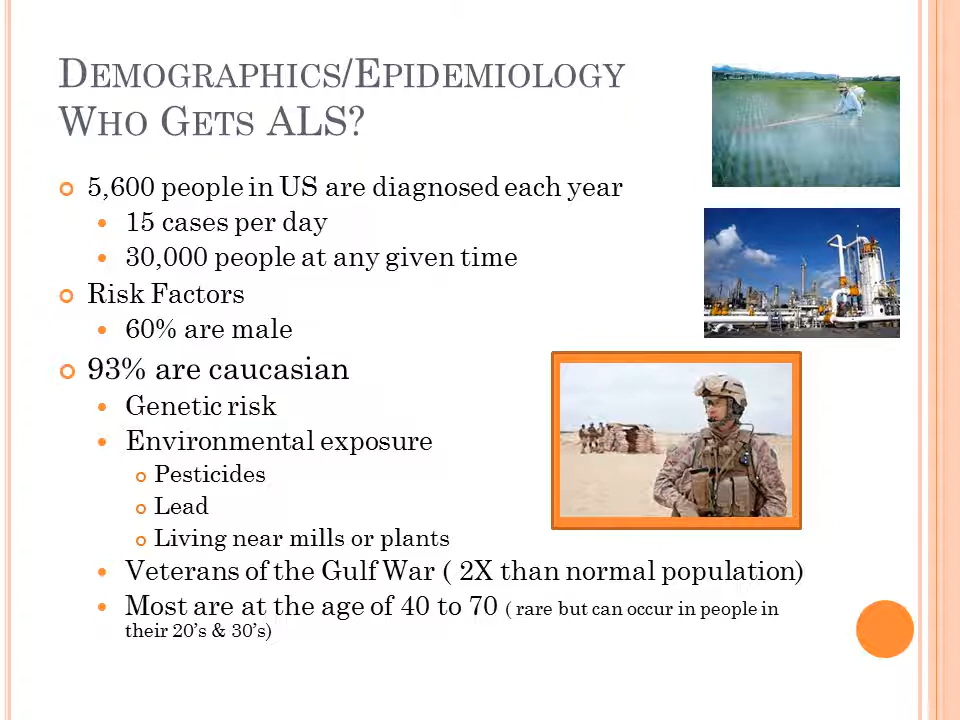 DEMOGRAPHICS/EPIDEMIOLOGY
WHO GETS ALS?
5,600 people in US are diagnosed each year
15 cases per day
30,000 people at any given time
Risk Factors
60% are male
93% are caucasian
Genetic risk
Environmental exposure
Pesticides
Lead
Living near mills or plants
Veterans of the Gulf War ( 2X than normal population)
Most are at the age of 40 to 70 ( rare but can occur in people in
their 20’s & 30’s)